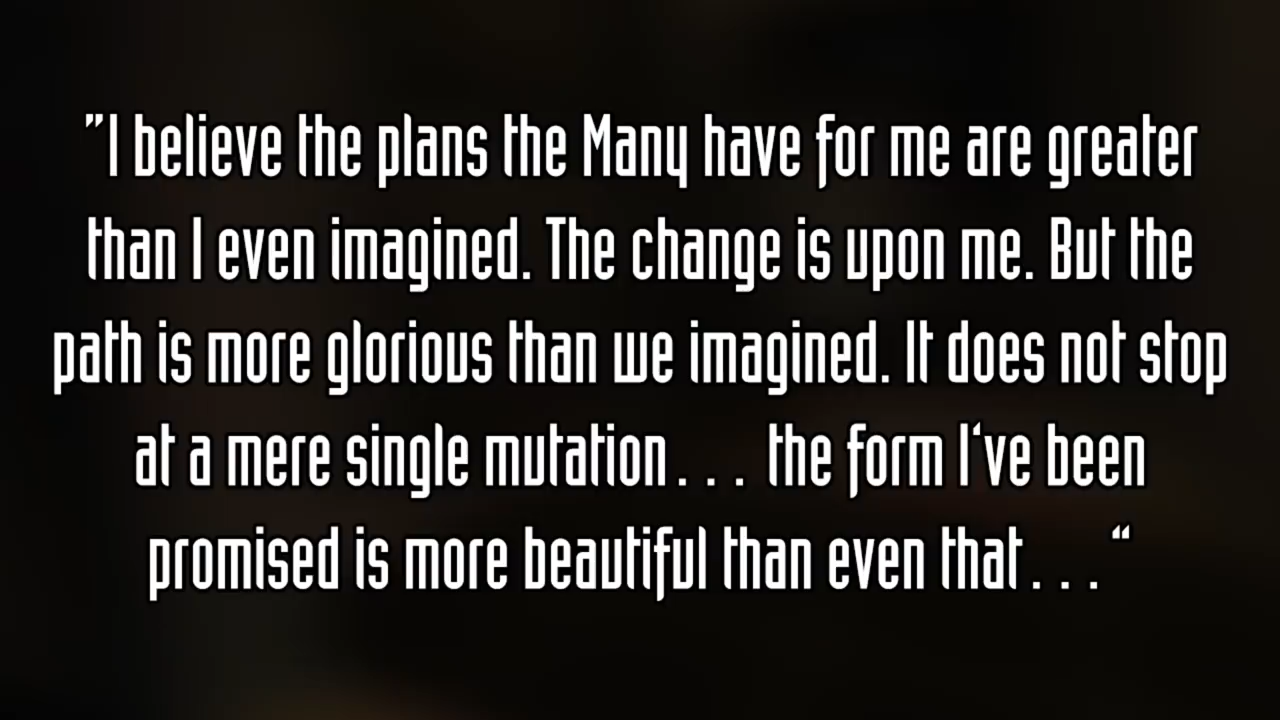 "I believe the plans the Many have for me are greater
than I even imagined. The change is upon me. But the
path is more glorious than we imagined. It does not stop
at a mere single mutation . . . the form I've been
promised is more beautiful than even that . . . "